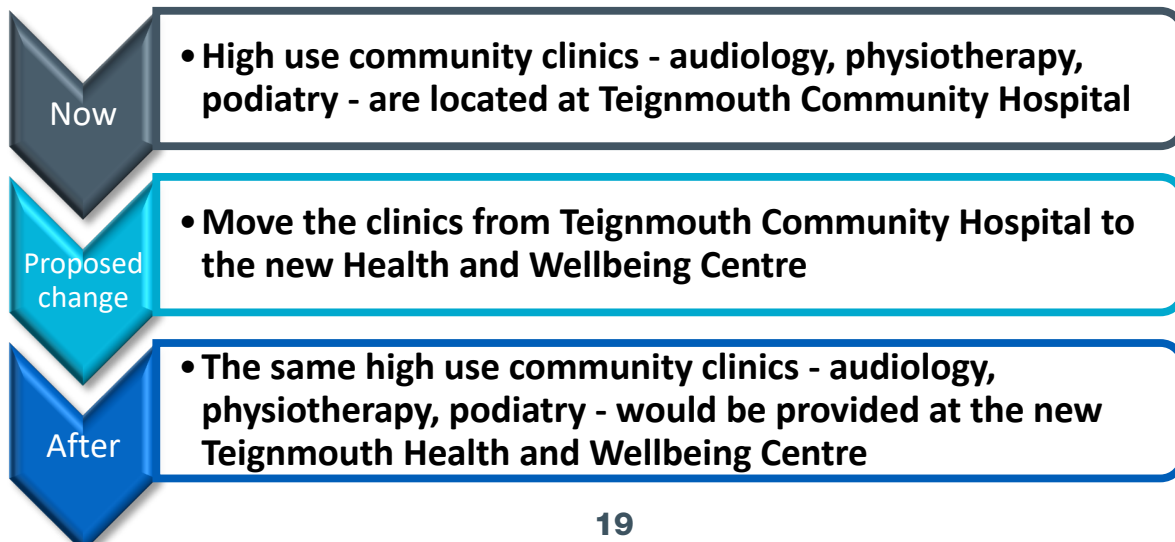 Now
• High use community clinics - audiology, physiotherapy,
podiatry - are located at Teignmouth Community Hospital
Proposed
change
• Move the clinics from Teignmouth Community Hospital to
the new Health and Wellbeing Centre
After
• The same high use community clinics - audiology,
physiotherapy, podiatry - would be provided at the new
Teignmouth Health and Wellbeing Centre
19